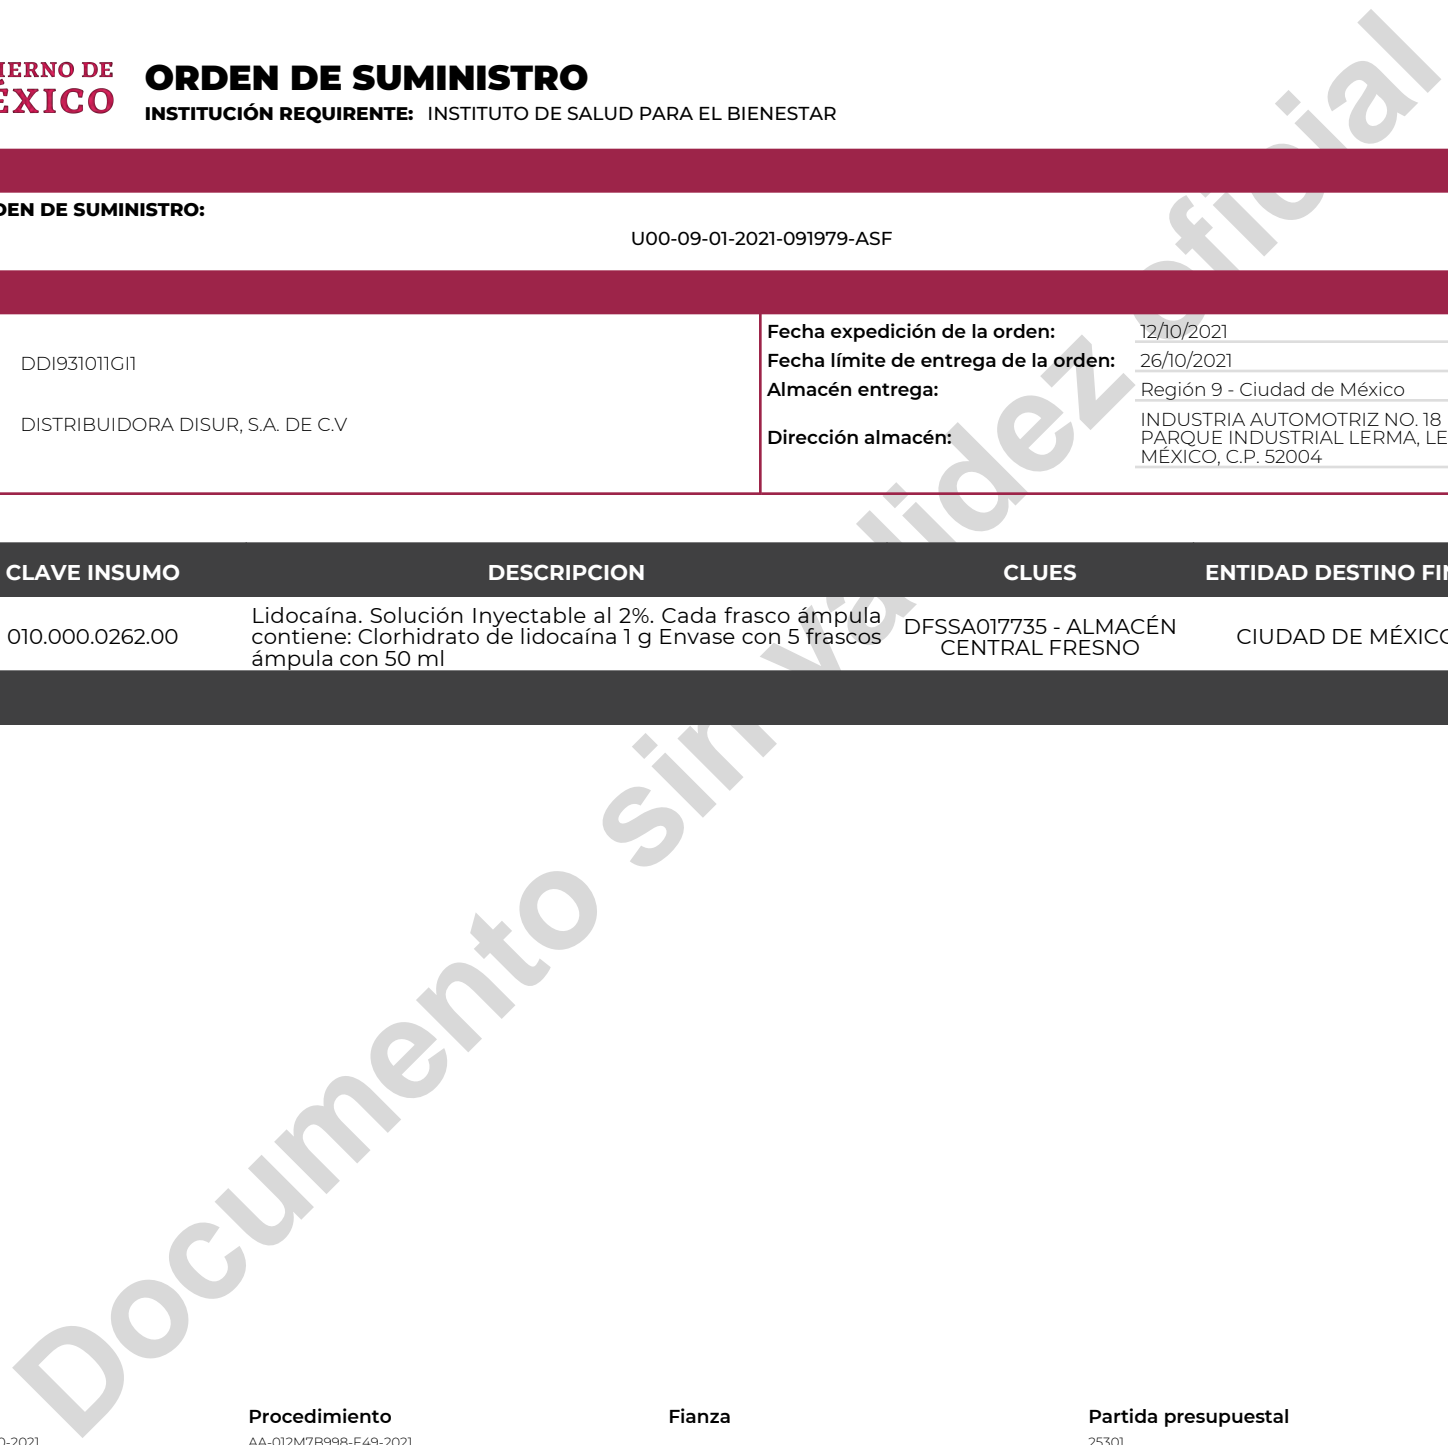 IERNO DE
ÉXICO
ORDEN DE SUMINISTRO
INSTITUCIÓN REQUIRENTE: INSTITUTO DE SALUD PARA EL BIENESTAR
DEN DE SUMINISTRO:
U00-09-01-2021-091979-ASF
DDI931011GI1
DISTRIBUIDORA DISUR, S.A. DE C.V
Fecha expedición de la orden: 12/10/2021
Fecha límite de entrega de la orden: 26/10/2021
Almacén entrega: Región 9 - Ciudad de México
Dirección almacén: INDUSTRIA AUTOMOTRIZ NO. 18
PARQUE INDUSTRIAL LERMA, LE
MÉXICO, C.P. 52004
CLAVE INSUMO DESCRIPCION CLUES ENTIDAD DESTINO FIN
010.000.0262.00
Lidocaína. Solución Inyectable al 2%. Cada frasco ámpula
contiene: Clorhidrato de lidocaína 1 g Envase con 5 frascos
ámpula con 50 ml
DFSSA017735 - ALMACÉN
CENTRAL FRESNO
CIUDAD DE MÉXICO
Documento sin validez oficial
Procedimiento Fianza Partida presupuestal
0-2021 AA-012M7B998-E49-2021 25301